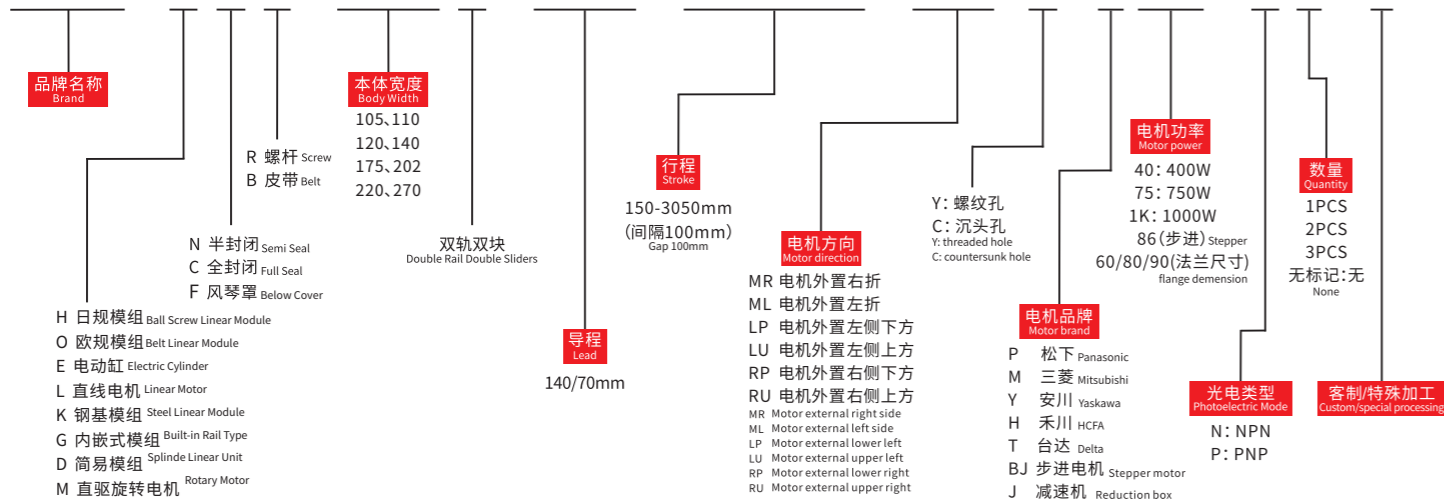 品牌名称
Brand
H 日规模组 Ball Screw Linear Module
O 欧规模组 Belt Linear Module
E 电动缸 Electric Cylinder
L 直线电机 Linear Motor
K 钢基模组 Steel Linear Module
G 内嵌式模组 Built-in Rail Type
D 简易模组 Splinde Linear Unit
M 直驱旋转电机 Rotary Motor
N 半封闭 Semi Seal
C 全封闭 Full Seal
F 风琴罩 Below Cover
R 螺杆 Screw
B 皮带 Belt
本体宽度
Body Width
105、110
120、140
175、202
220、270
双轨双块
Double Rail Double Sliders
导程
Lead
140/70mm
行程
Stroke
150-3050mm
（间隔100mm）
Gap 100mm
电机方向
Motor direction
MR 电机外置右折
ML 电机外置左折
LP 电机外置左侧下方
LU 电机外置左侧上方
RP 电机外置右侧下方
RU 电机外置右侧上方
MR Motor external right side
ML Motor external left side
LP Motor external lower left
LU Motor external upper left
RP Motor external lower right
RU Motor external upper right
Y：螺纹孔
C：沉头孔
Y: threaded hole
C: countersunk hole
电机品牌
Motor brand
P 松下 Panasonic
M 三菱 Mitsubishi
Y 安川 Yaskawa
H 禾川 HCFA
T 台达 Delta
BJ 步进电机 Stepper motor
J 减速机 Reduction box
电机功率
Motor power
40：400W
75：750W
1K：1000W
86（步进）Stepper
60/80/90(法兰尺寸)
flange demension
光电类型
Photoelectric Mode
N：NPN
P：PNP
数量
Quantity
1PCS
2PCS
3PCS
无标记：无
None
客制/特殊加工
Custom/special processing